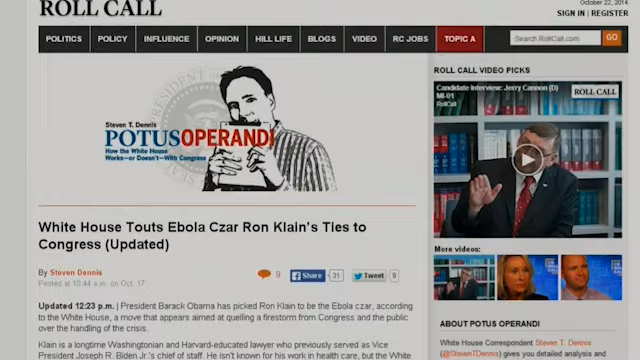 ROLL CALL
October 22, 2014
SIGN IN | REGISTER
POLITICS
POLICY
INFLUENCE
OPINION
HILL LIFE
BLOGS
VIDEO
RC JOBS
TOPIC A
Search RollCall.com
GO
Steven T. Dennis
POTUSOPERANDI
How the White House
Works—or Doesn't—With Congress
White House Touts Ebola Czar Ron Klain's Ties to
Congress (Updated)
By Steven Dennis
Posted at 10:44 a.m. on Oct. 17
9
Share
31
Tweet
9
Updated 12:23 p.m. | President Barack Obama has picked Ron Klain to be the Ebola czar, according
to the White House, a move that appears aimed at quelling a firestorm from Congress and the public
over the handling of the crisis.
Klain is a longtime Washingtonian and Harvard-educated lawyer who previously served as Vice
President Joseph R. Biden Jr.'s chief of staff. He isn't known for his work in health care, but the White
ROLL CALL VIDEO PICKS
Candidate Interview: Jerry Cannon (D)
MI-01
RollCall
ROLL CALL
More videos:
ABOUT POTUS OPERANDI
White House Correspondent Steven T. Dennis
(@StevenTDennis) gives you detailed analysis and